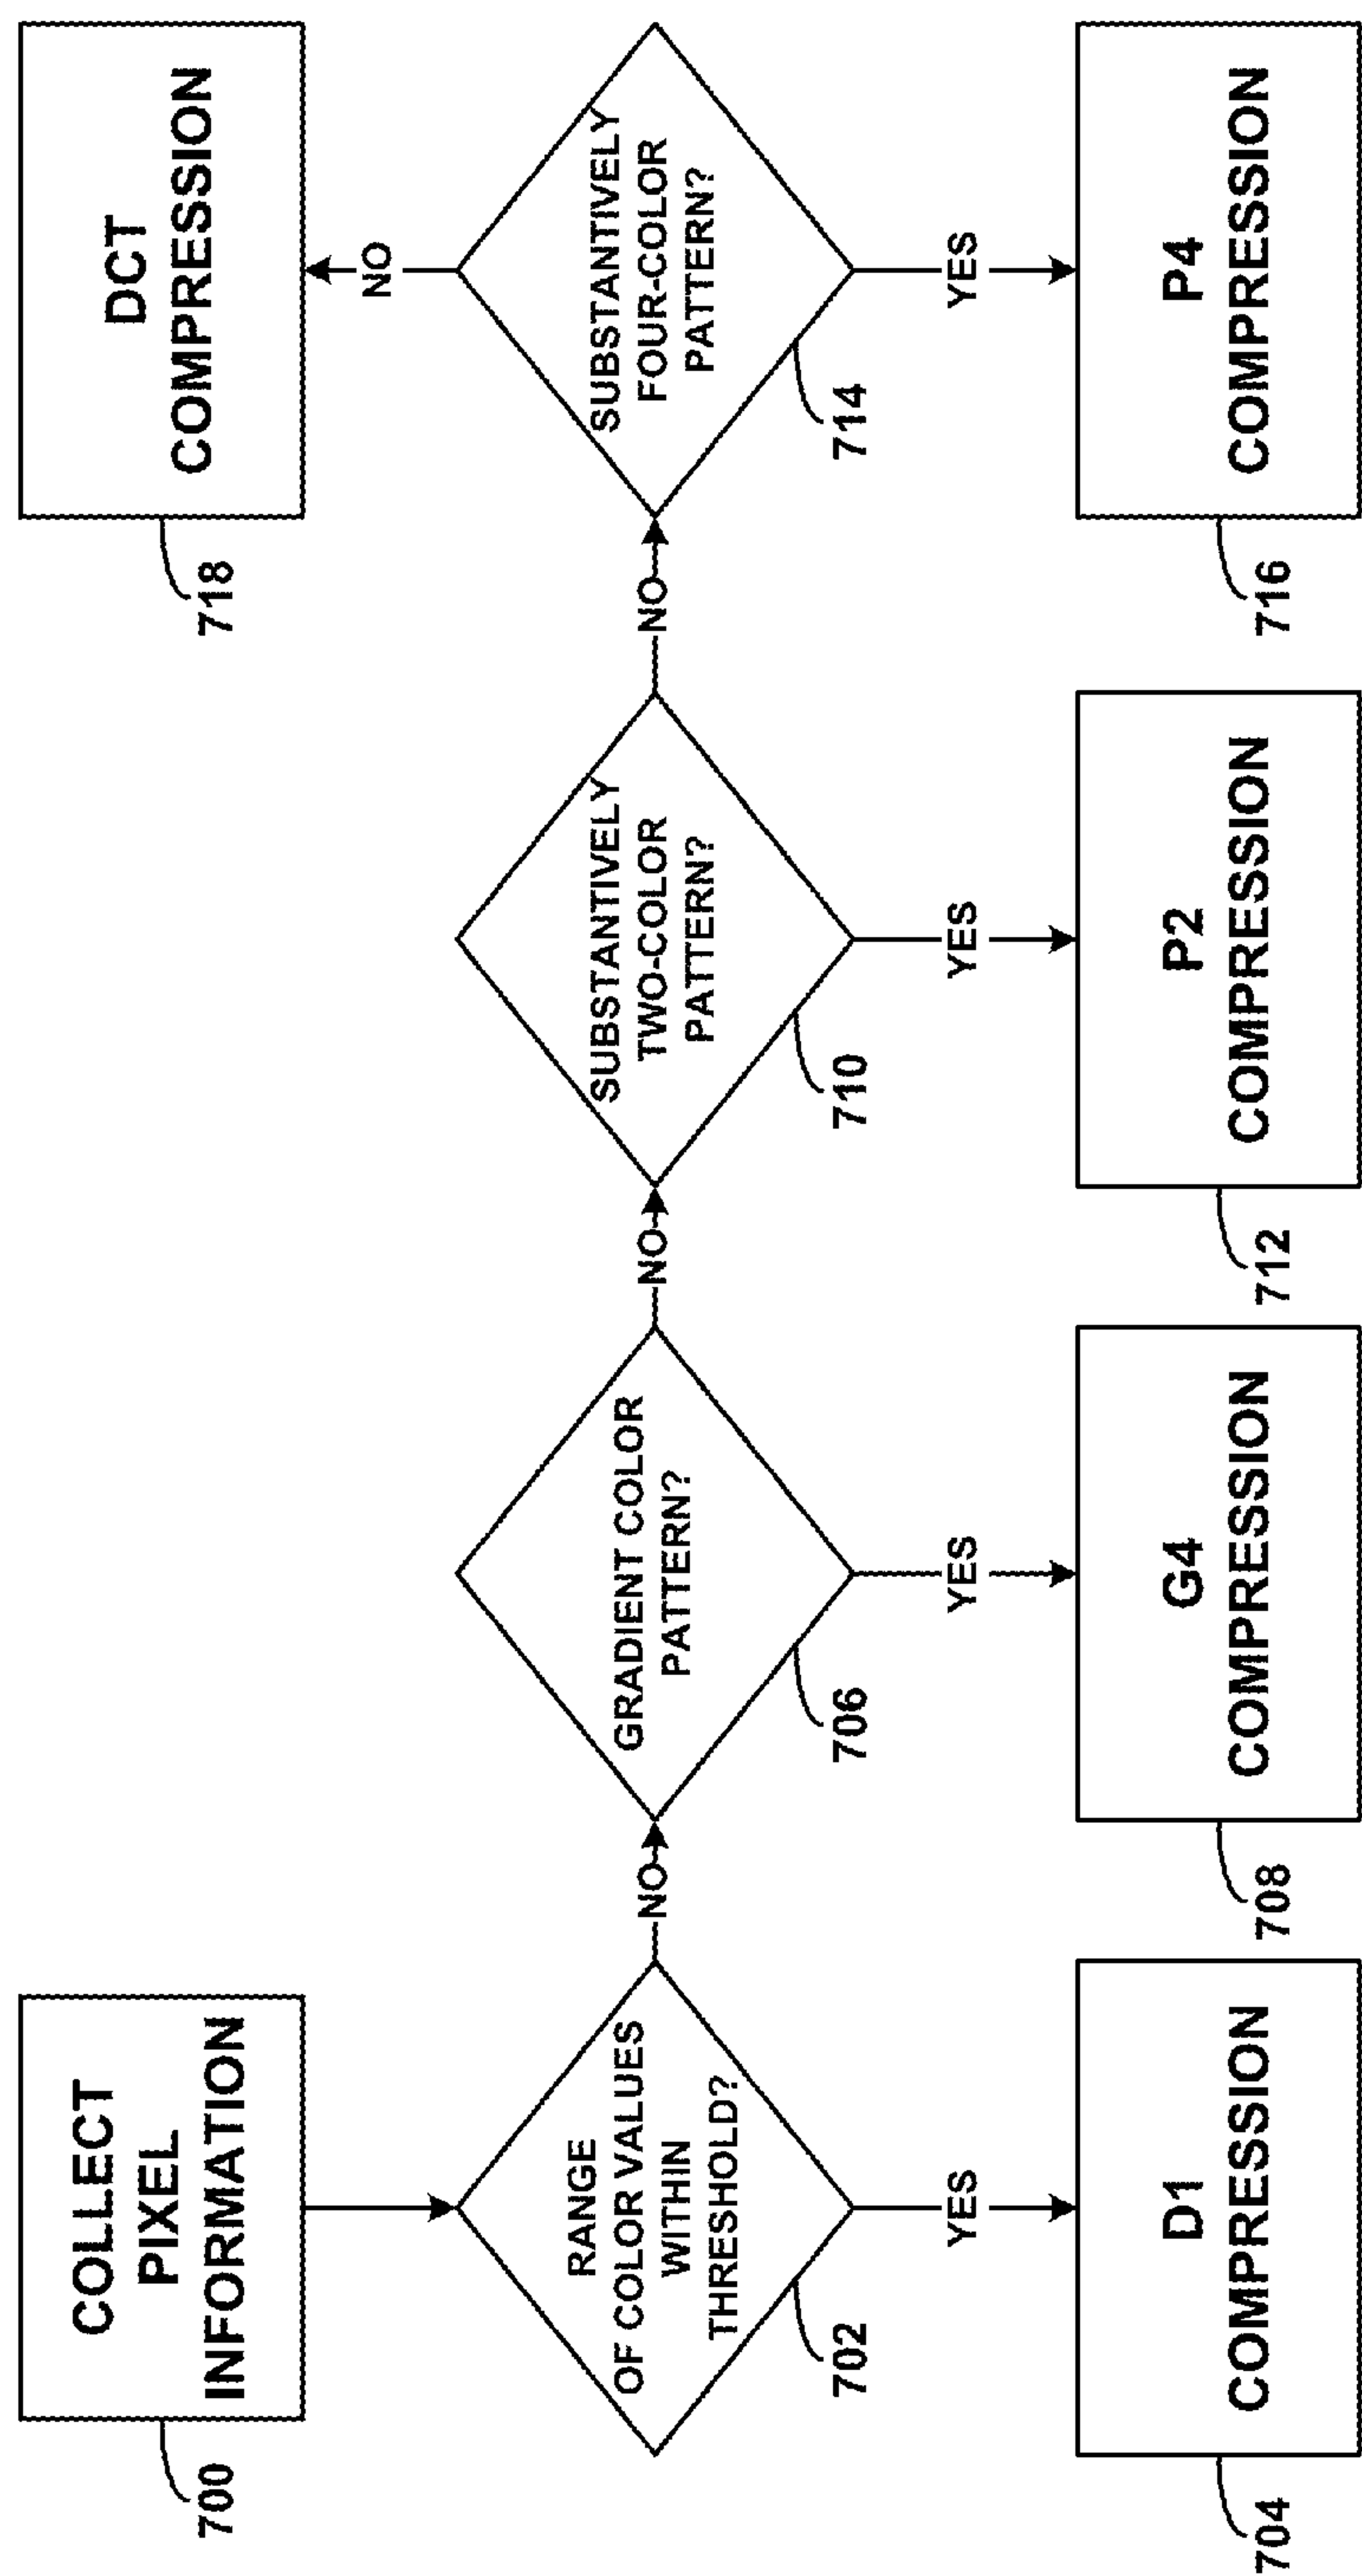 COLLECT
PIXEL
INFORMATION
700
RANGE
OF COLOR VALUES
WITHIN
THRESHOLD?
702
YES
D1
COMPRESSION
704
NO
GRADIENT COLOR
PATTERN?
706
YES
G4
COMPRESSION
708
NO
SUBSTANTIVELY
TWO-COLOR
PATTERN?
710
YES
P2
COMPRESSION
712
NO
SUBSTANTIVELY
FOUR-COLOR
PATTERN?
714
YES
P4
COMPRESSION
716
NO
DCT
COMPRESSION
718